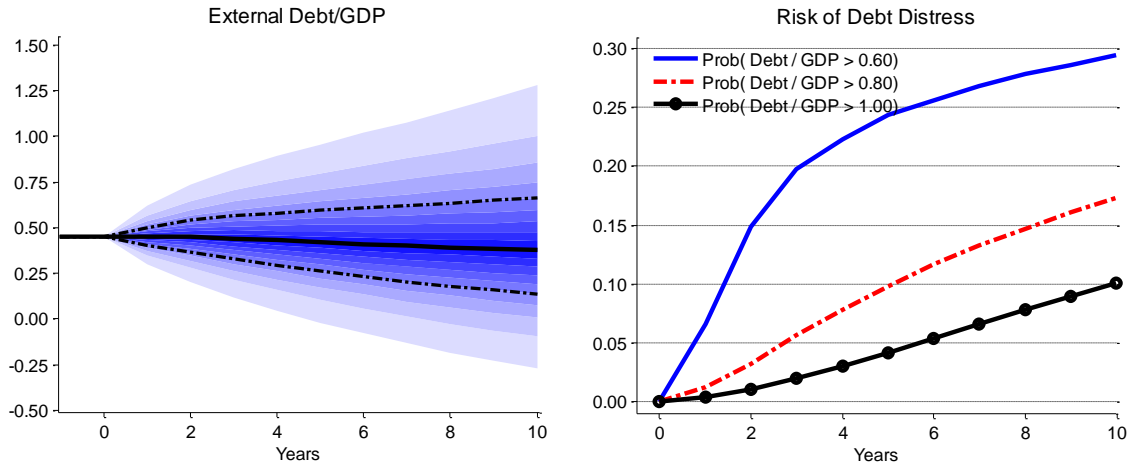 External Debt/GDP
1.50
1.25
1.00
0.75
0.50
0.25
0.00
-0.25
-0.50
0 2 4 6 8 10
Years
Risk of Debt Distress
0.30
0.25
0.20
0.15
0.10
0.05
0.00
Prob( Debt / GDP > 0.60)
Prob( Debt / GDP > 0.80)
Prob( Debt / GDP > 1.00)
0 2 4 6 8 10
Years